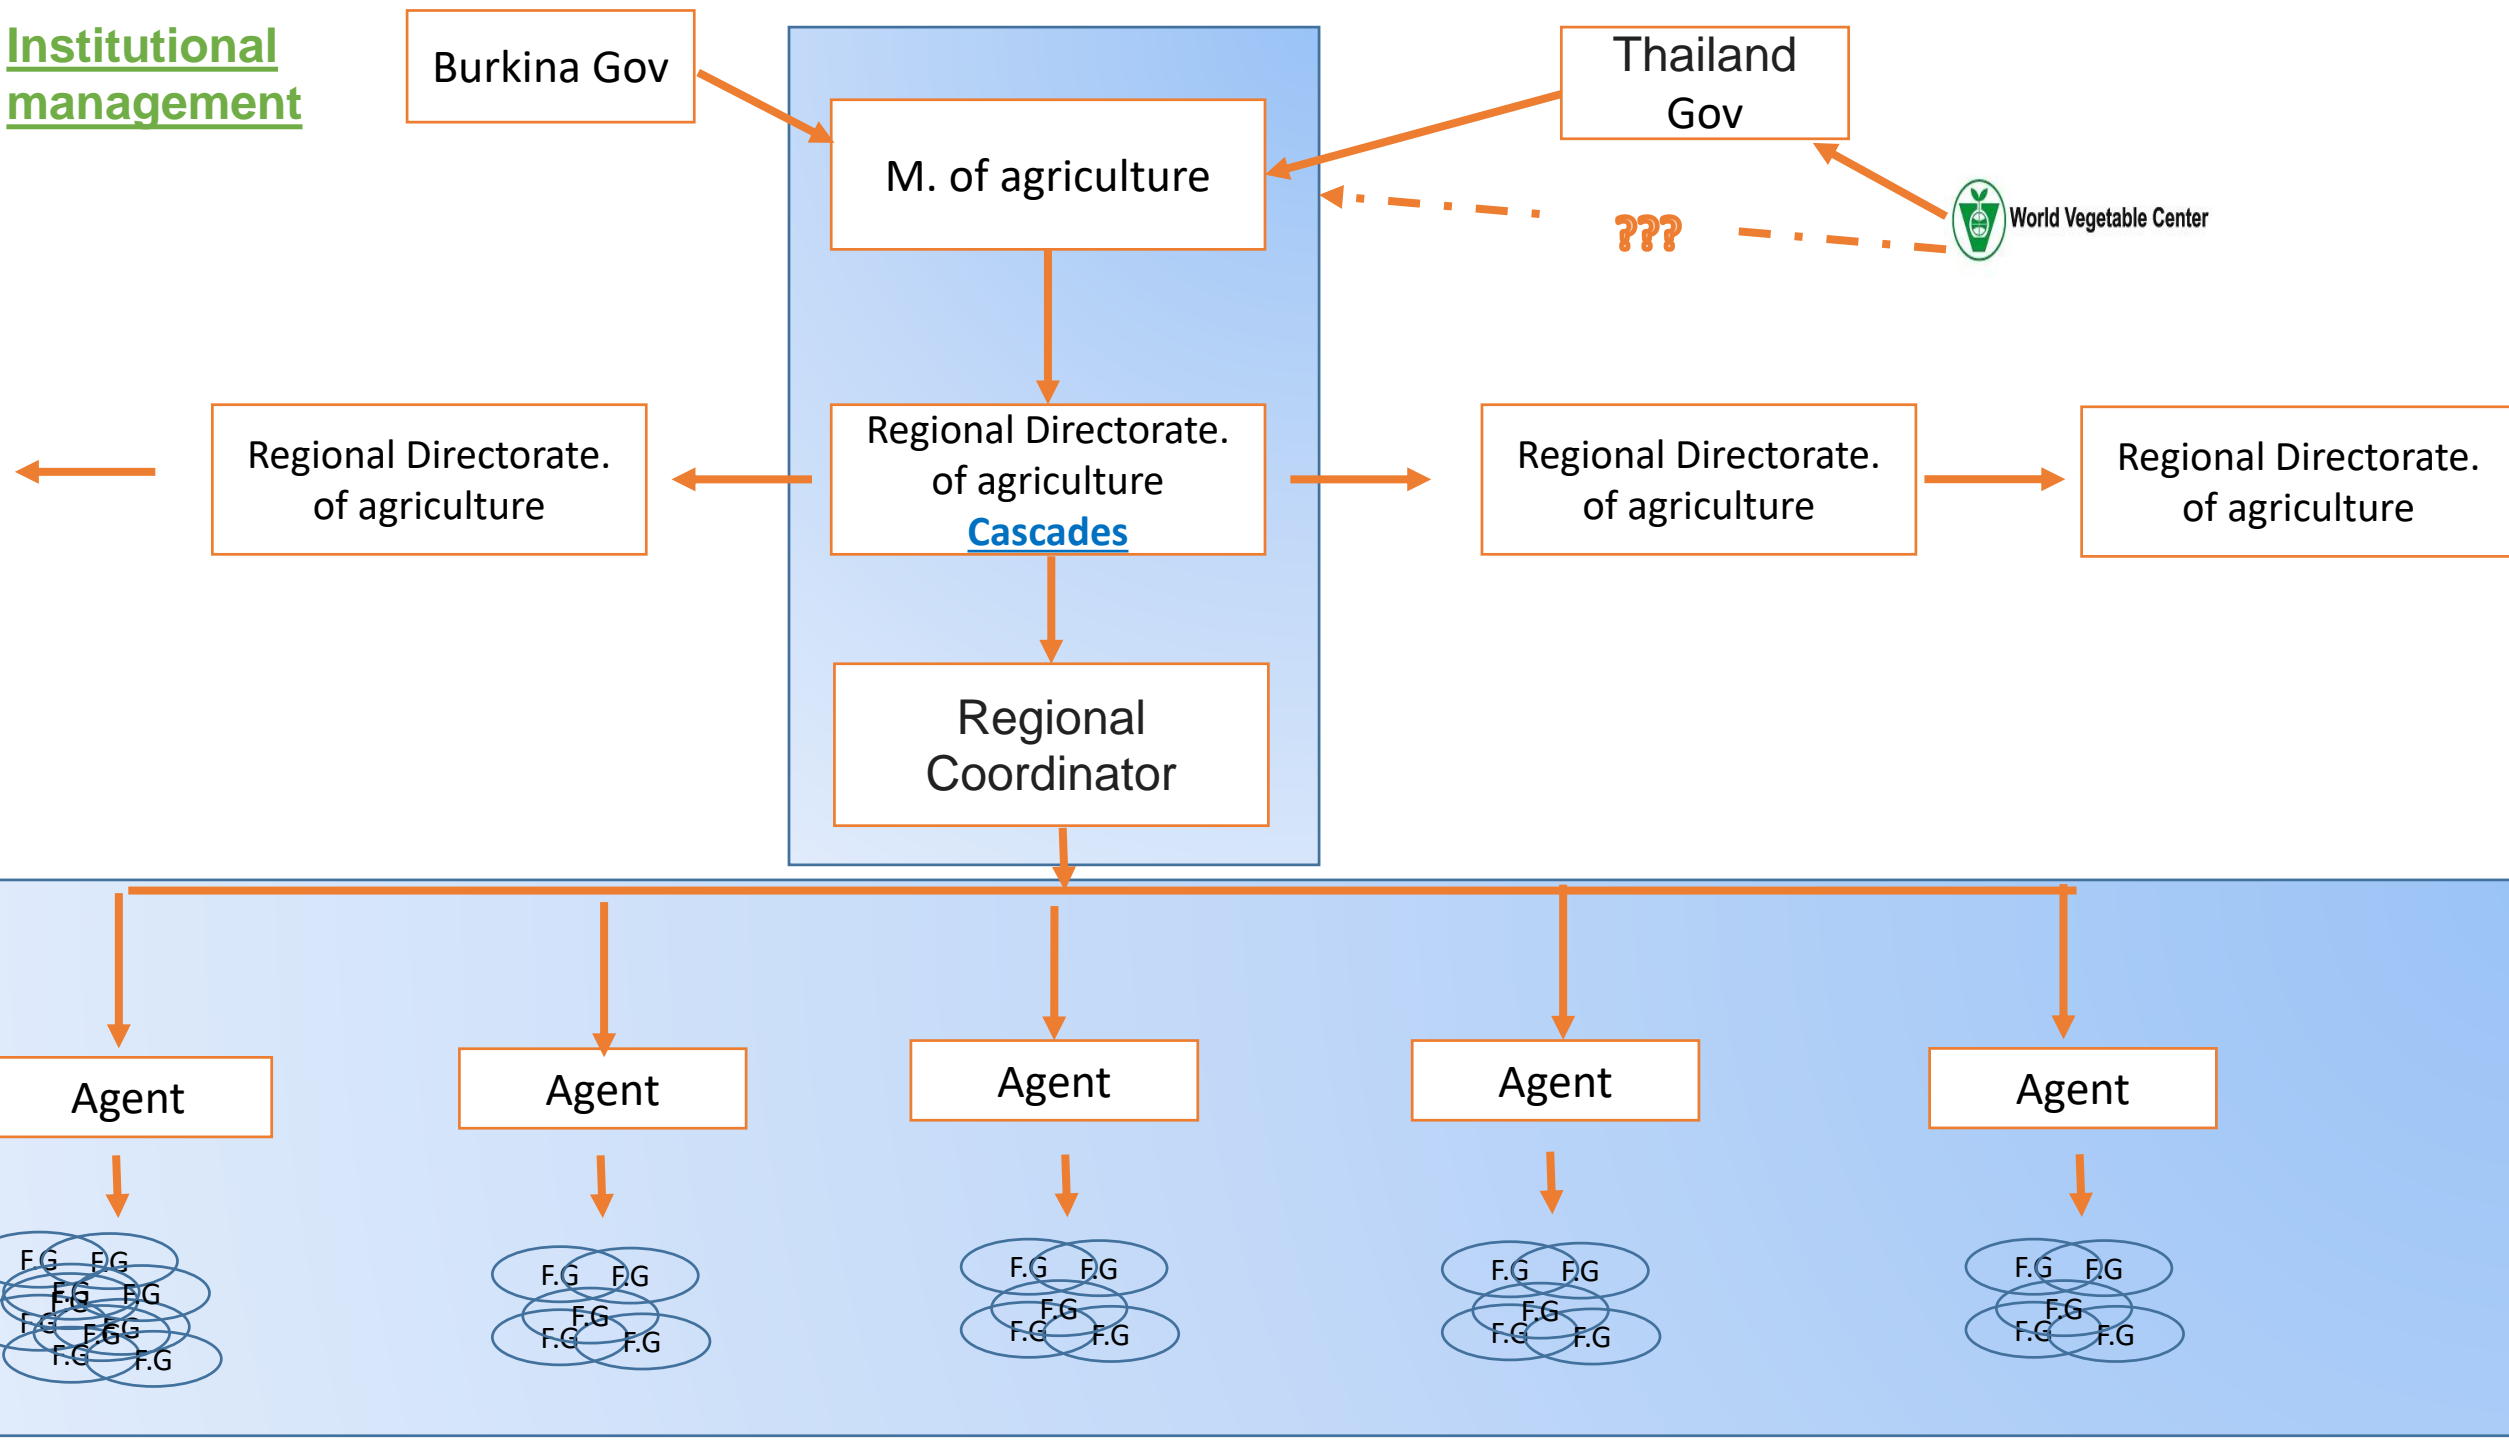 Institutional
management
Burkina Gov
M. of agriculture
Thailand
Gov
???
World Vegetable Center
Regional Directorate.
of agriculture
Regional Directorate.
of agriculture
Cascades
Regional Directorate.
of agriculture
Regional Directorate.
of agriculture
Regional
Coordinator
Agent
Agent
Agent
Agent
Agent
F.G F.G
F.G F.G
F.G
F.G F.G
F.G
F.G F.G
F.G F.G
F.G
F.G F.G
F.G F.G
F.G
F.G F.G
F.G F.G
F.G
F.G F.G
F.G F.G
F.G
F.G F.G